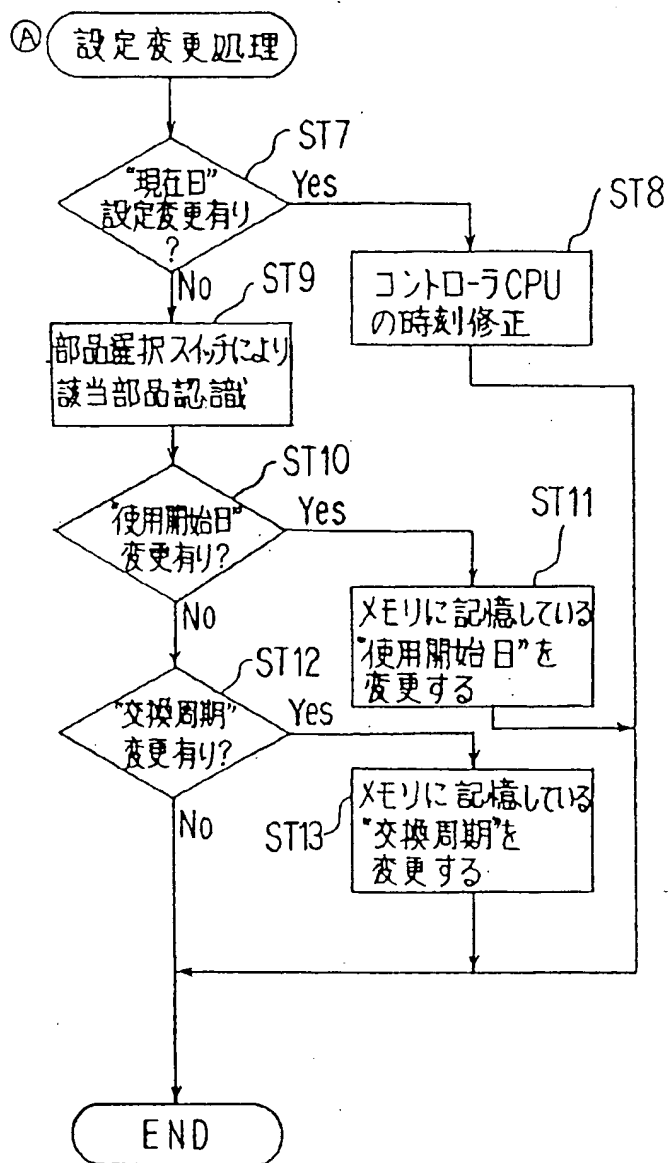 Ⓐ 設定変更処理
ST7
"現在日"
設定変更有り
?
Yes
ST8
コントローラCPU
の時刻修正
No
ST9
部品選択スイッチにより
該当部品認識
ST10
"使用開始日"
変更有り?
Yes
ST11
メモリに記憶している
"使用開始日"を
変更する
No
ST12
"交換周期"
変更有り?
Yes
ST13
メモリに記憶している
"交換周期"を
変更する
No
END